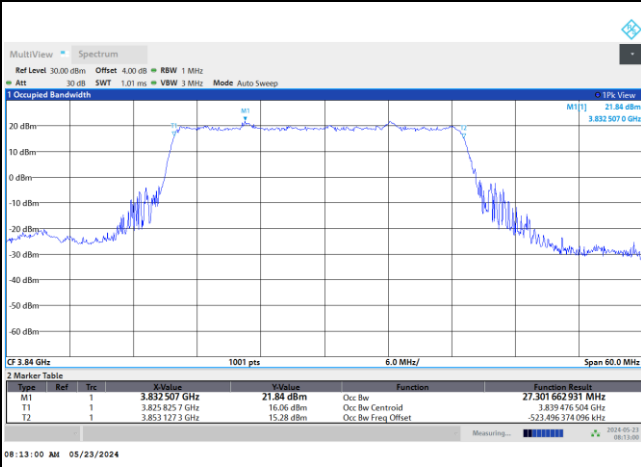 MultiView Spectrum
Ref Level 30.00 dBm Offset 4.00 dB RBW 1 MHz
Att 30 dB SWT 1.01 ms VBW 3 MHz Mode Auto Sweep
1 Occupied Bandwidth 1Pk View
M1[1] 21.84 dBm
3.832 507 0 GHz
M1
T1
20 dBm
10 dBm
0 dBm
-10 dBm
-20 dBm
-30 dBm
-40 dBm
-50 dBm
-60 dBm
CF 3.84 GHz 1001 pts 6.0 MHz/ Span 60.0 MHz
2 Marker Table
Type Ref Trc X-Value Y-Value Function Function Result
M1 1 3.832 507 GHz 21.84 dBm Occ Bw 27.301 662 931 MHz
T1 1 3.825 825 7 GHz 16.06 dBm Occ Bw Centroid 3.839 476 504 GHz
T2 1 3.853 127 3 GHz 15.28 dBm Occ Bw Freq Offset -523.496 374 096 kHz
Measuring... 2024-05-23
08:13:00
08:13:00 AM 05/23/2024